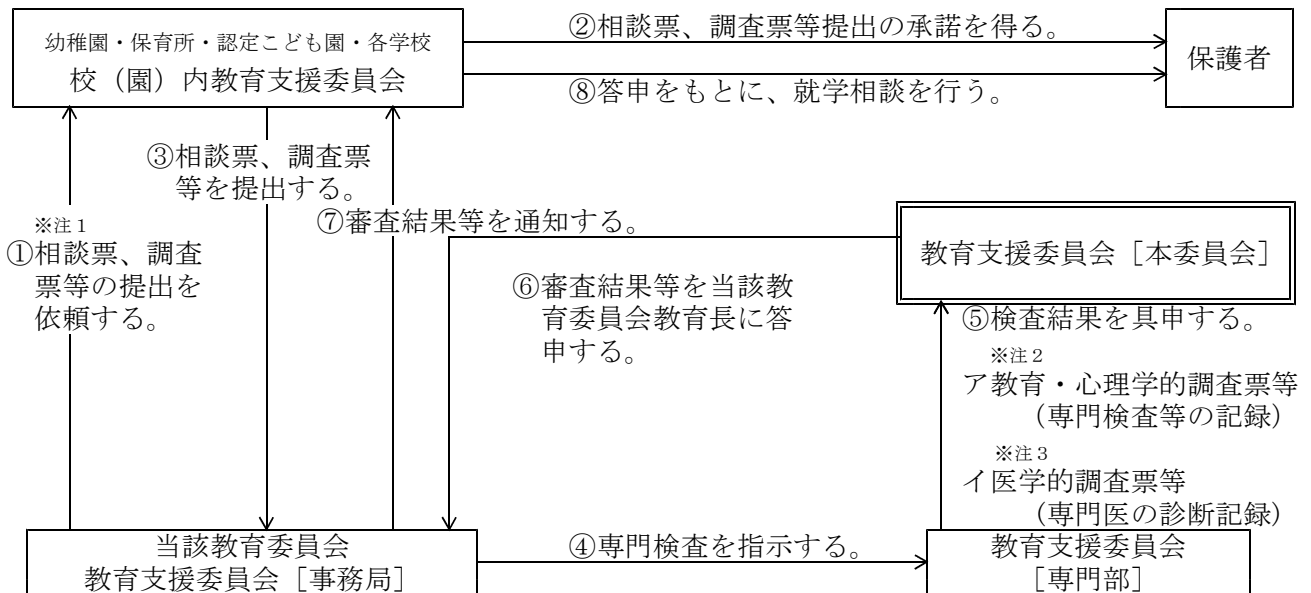 幼稚園・保育所・認定こども園・各学校
校（園）内教育支援委員会
②相談票、調査票等提出の承諾を得る。
⑧答申をもとに、就学相談を行う。
保護者
③相談票、調査票
等を提出する。
⑦審査結果等を通知する。
※注１
①相談票、調査
票等の提出を
依頼する。
教育支援委員会［本委員会］
⑥審査結果等を当該教
育委員会教育長に答
申する。
⑤検査結果を具申する。
※注２
ア教育・心理学的調査票等
（専門検査等の記録）
※注３
イ医学的調査票等
（専門医の診断記録）
当該教育委員会
教育支援委員会［事務局］
④専門検査を指示する。
教育支援委員会
［専門部］